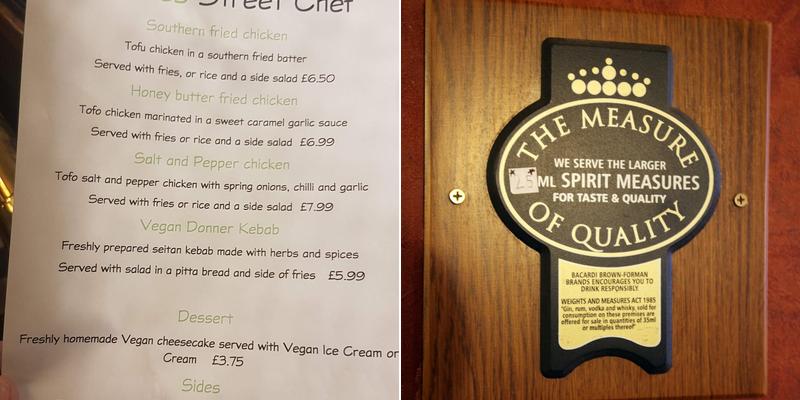 Street Chef
Southern fried chicken
Tofu chicken in a southern fried batter
Served with fries, or rice and a side salad £6.50
Honey butter fried chicken
Tofo chicken marinated in a sweet caramel garlic sauce
Served with fries or rice and a side salad £6.99
Salt and Pepper chicken
Tofo salt and pepper chicken with spring onions, chilli and garlic
Served with fries or rice and a side salad £7.99
Vegan Donner Kebab
Freshly prepared seitan kebab made with herbs and spices
Served with salad in a pitta bread and side of fries £5.99
Dessert
Freshly homemade Vegan cheesecake served with Vegan Ice Cream or
Cream £3.75
Sides
THE MEASURE
WE SERVE THE LARGER
25ML SPIRIT MEASURES
FOR TASTE & QUALITY
OF QUALITY
BACARDI BROWN-FORMAN
BRANDS ENCOURAGES YOU TO
DRINK RESPONSIBLY.
WEIGHTS AND MEASURES ACT 1985
"Gin, rum, vodka and whisky, sold for
consumption on these premises are
offered for sale in quantities of 35ml
or multiples thereof"